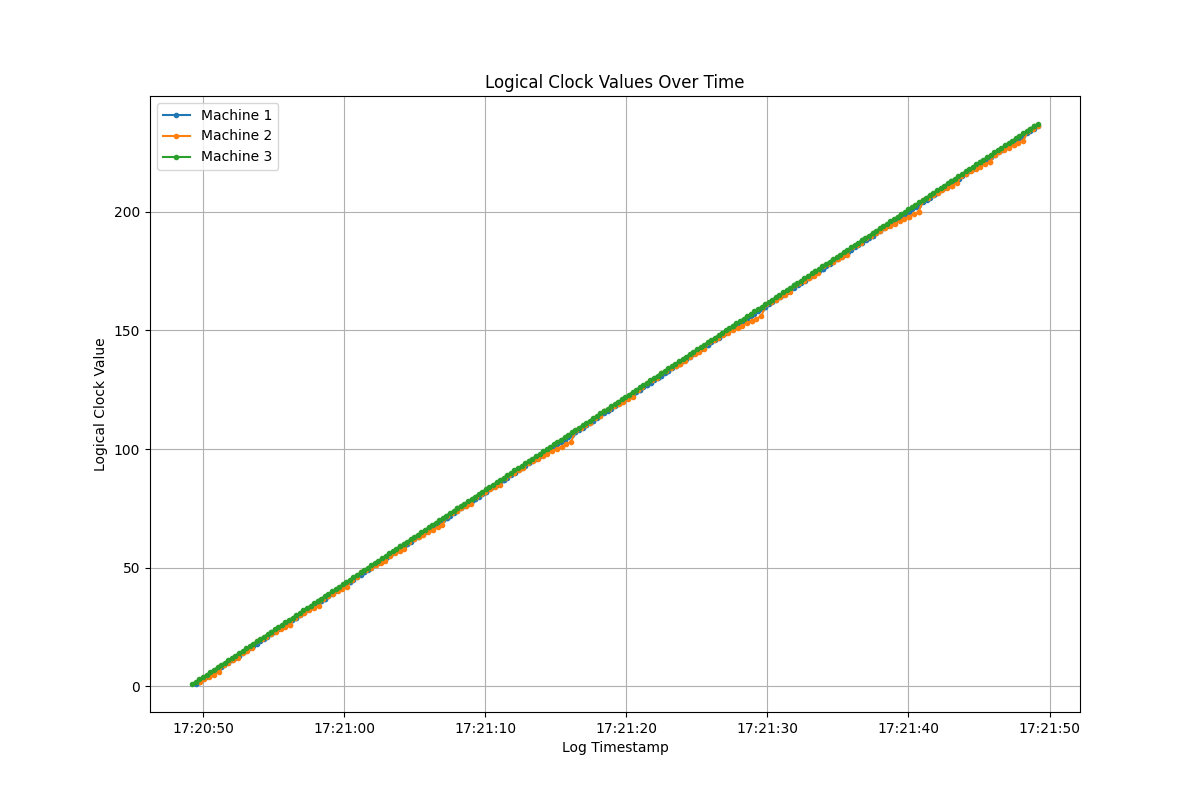 Logical Clock Values Over Time
Machine 1
Machine 2
Machine 3
Logical Clock Value
200
150
100
50
0
17:20:50 17:21:00 17:21:10 17:21:20 17:21:30 17:21:40 17:21:50
Log Timestamp